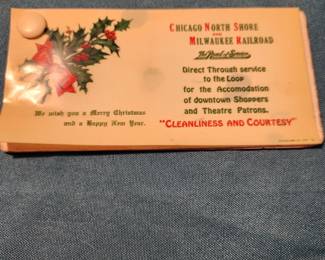 Chicago North Shore
and
Milwaukee Railroad
The Road of Service
Direct Through service
to the Loop
for the Accomodation
of downtown Shoppers
and Theatre Patrons.
"Cleanliness and Courtesy"
We wish you a Merry Christmas
and a Happy New Year.